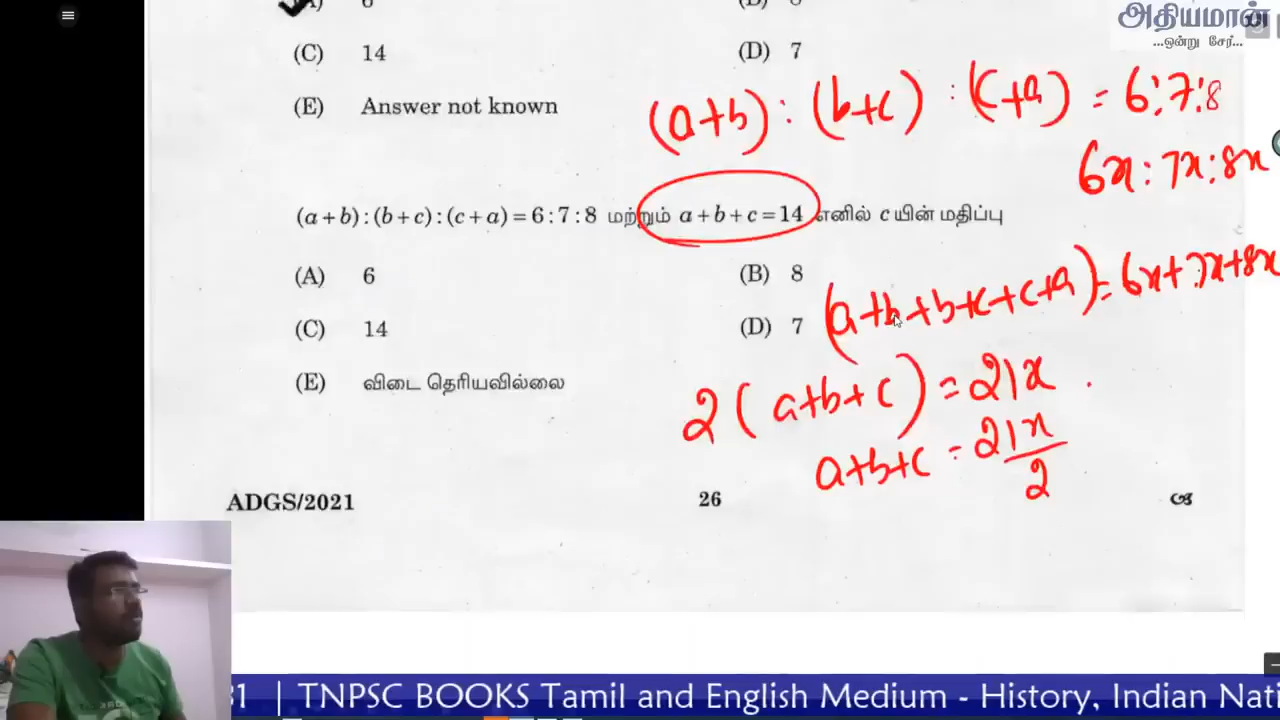 அதியமான்
...ஒன்று சேர்...
6
(C) 14
(D) 7
(E) Answer not known
(a+b) : (b+c) : (c+a) = 6:7:8
6x : 7x : 8x
(a+b):(b+c):(c+a)=6:7:8 மற்றும் a+b+c=14 எனில் c யின் மதிப்பு
(A) 6
(B) 8
(a+b+b+c+c+a) = 6x+7x+8x
(C) 14
(D) 7
(E) விடை தெரியவில்லை
2(a+b+c) = 21x
a+b+c = 21x/2
ADGS/2021
26
31 | TNPSC BOOKS Tamil and English Medium - History, Indian Nati